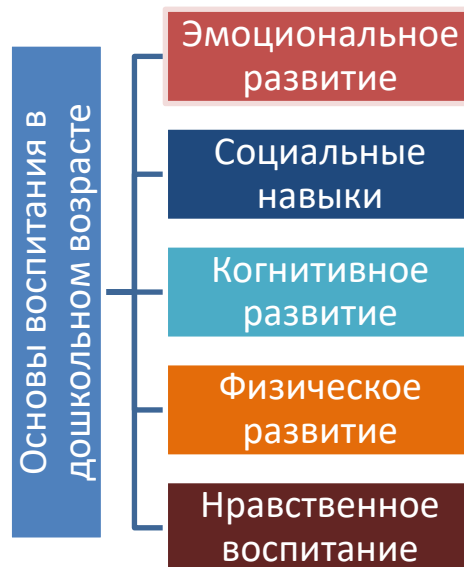 Основы воспитания в
дошкольном возрасте
Эмоциональное
развитие
Социальные
навыки
Когнитивное
развитие
Физическое
развитие
Нравственное
воспитание